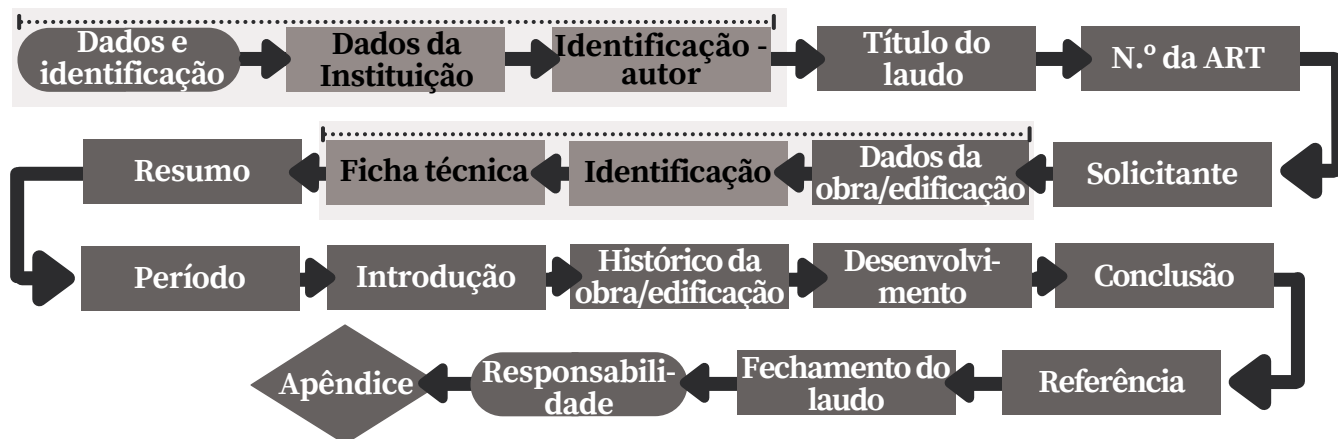 Dados e
identificação
Dados da
Instituição
Identificação -
autor
Título do
laudo
N.º da ART
Solicitante
Dados da
obra/edificação
Identificação
Ficha técnica
Resumo
Período
Introdução
Histórico da
obra/edificação
Desenvolvi-
mento
Conclusão
Referência
Fechamento do
laudo
Responsabili-
dade
Apêndice